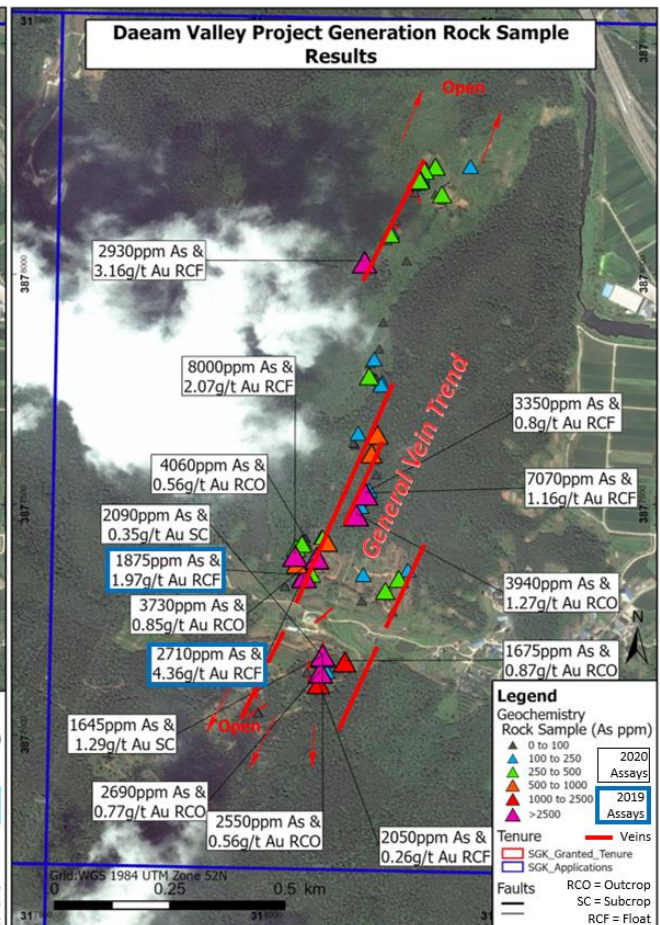 Daeam Valley Project Generation Rock Sample
Results
Open
2930ppm As &
3.16g/t Au RCF
387 8000
8000ppm As &
2.07g/t Au RCF
General Vein Trend
3350ppm As &
0.8g/t Au RCF
4060ppm As &
0.56g/t Au RCO
7070ppm As &
1.16g/t Au RCF
387 7500
2090ppm As &
0.35g/t Au SC
1875ppm As &
1.97g/t Au RCF
3940ppm As &
1.27g/t Au RCO
3730ppm As &
0.85g/t Au RCO
N
2710ppm As &
4.36g/t Au RCF
1675ppm As &
0.87g/t Au RCO
Open
1645ppm As &
1.29g/t Au SC
2690ppm As &
0.77g/t Au RCO
2550ppm As &
0.56g/t Au RCO
2050ppm As &
0.26g/t Au RCF
Legend
Geochemistry
Rock Sample (As ppm)
0 to 100
100 to 250
250 to 500
500 to 1000
1000 to 2500
>2500
2020
Assays
2019
Assays
Tenure
Veins
SGK_Granted_Tenure
SGK_Applications
Faults
RCO = Outcrop
SC = Subcrop
RCF = Float
Grid:WGS 1984 UTM Zone 52N
0 0.25 0.5 km
318000